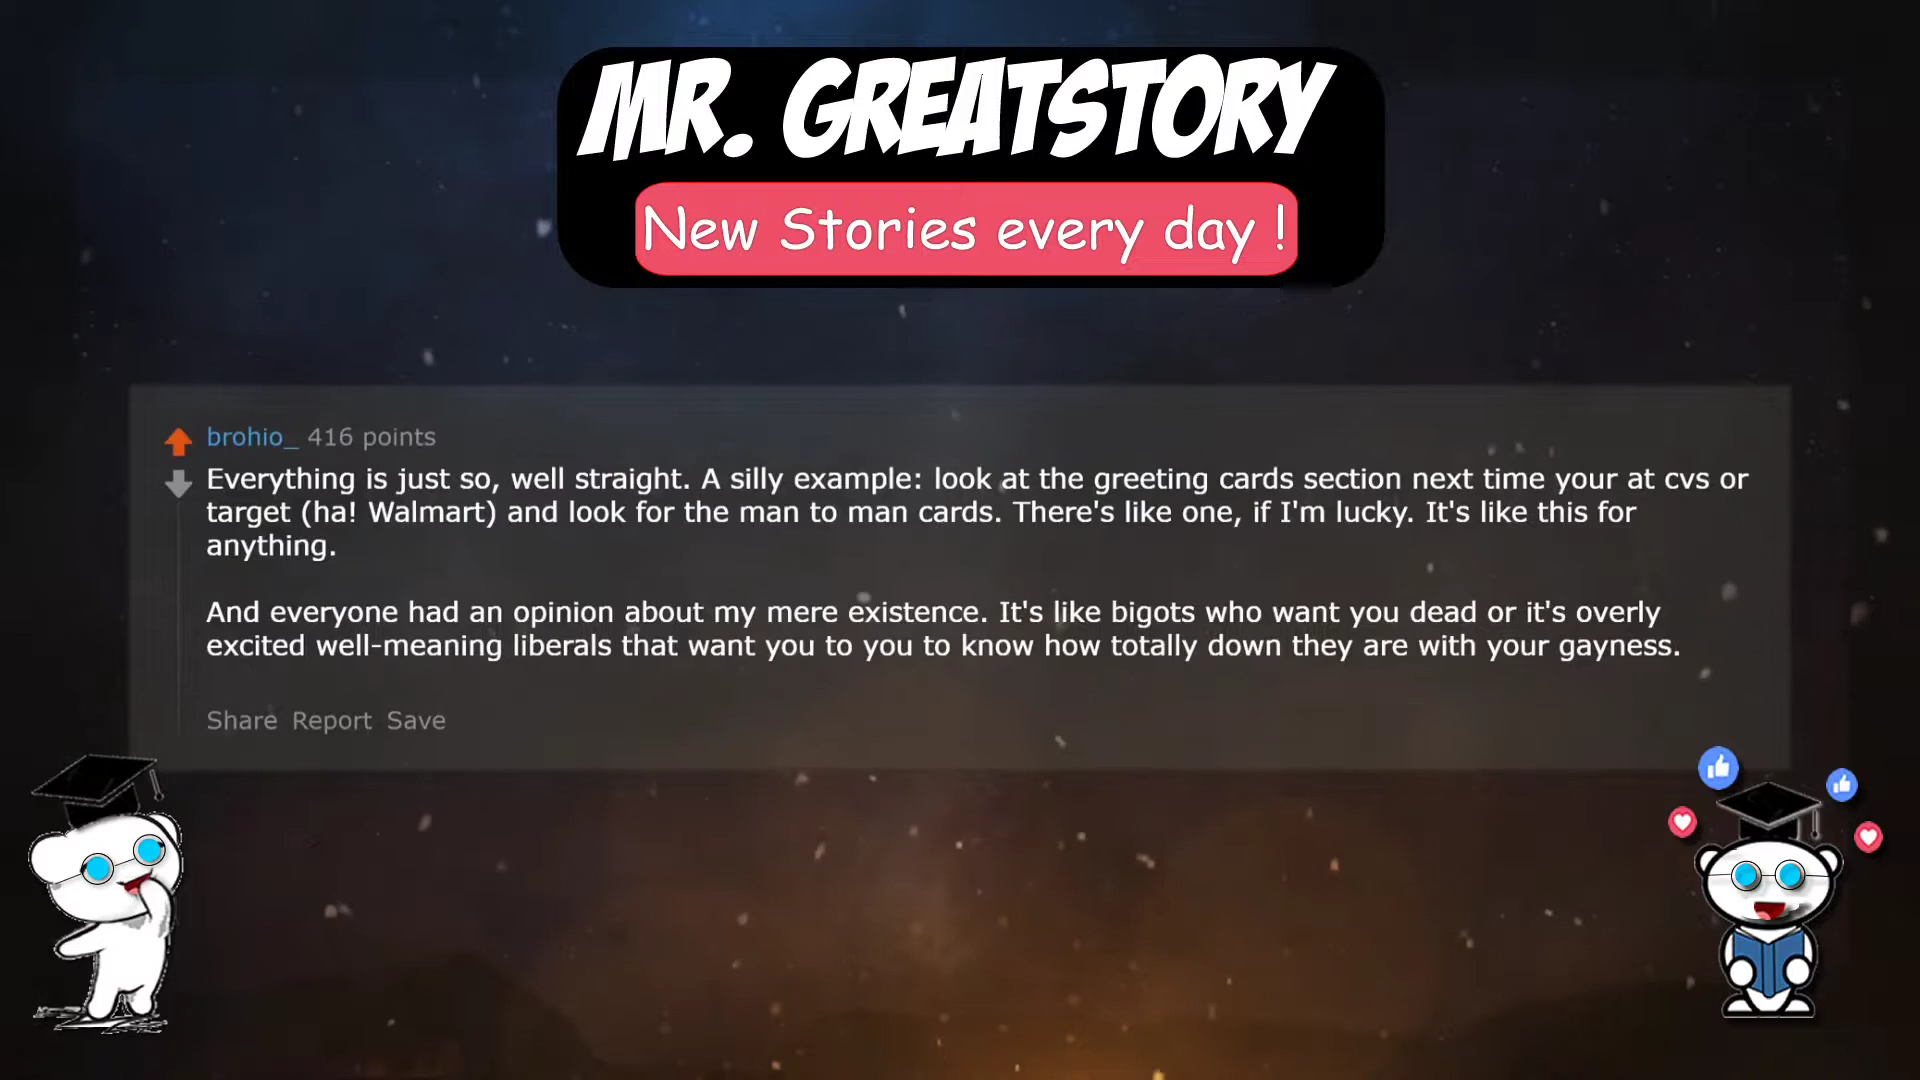 MR. GREATSTORY
New Stories every day !
brohio_ 416 points
Everything is just so, well straight. A silly example: look at the greeting cards section next time your at cvs or
target (ha! Walmart) and look for the man to man cards. There's like one, if I'm lucky. It's like this for
anything.
And everyone had an opinion about my mere existence. It's like bigots who want you dead or it's overly
excited well-meaning liberals that want you to you to know how totally down they are with your gayness.
Share Report Save